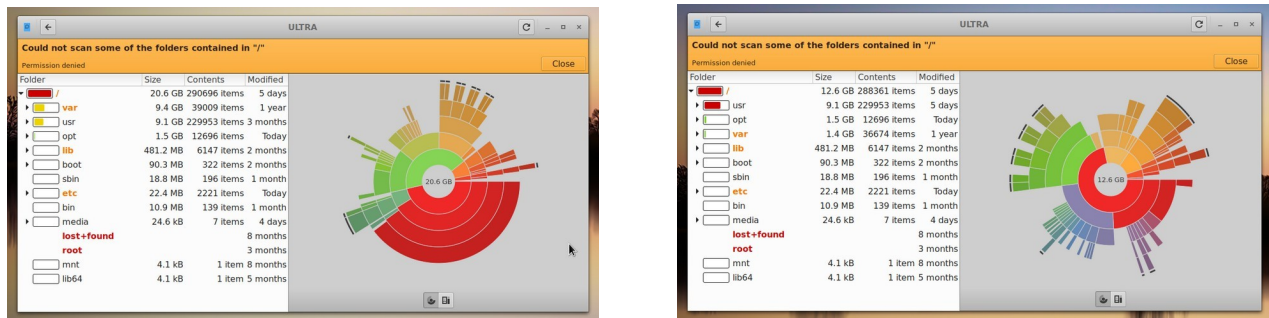 ULTRA
Could not scan some of the folders contained in "/"
Permission denied
Close
Folder Size Contents Modified
/ 20.6 GB 290696 items 5 days
var 9.4 GB 39009 items 1 year
usr 9.1 GB 229953 items 3 months
opt 1.5 GB 12696 items Today
lib 481.2 MB 6147 items 2 months
boot 90.3 MB 322 items 2 months
sbin 18.8 MB 196 items 1 month
etc 22.4 MB 2221 items Today
bin 10.9 MB 139 items 1 month
media 24.6 kB 7 items 4 days
lost+found 8 months
root 3 months
mnt 4.1 kB 1 item 8 months
lib64 4.1 kB 1 item 5 months
20.6 GB
ULTRA
Could not scan some of the folders contained in "/"
Permission denied
Close
Folder Size Contents Modified
/ 12.6 GB 288361 items 5 days
usr 9.1 GB 229953 items 5 days
opt 1.5 GB 12696 items Today
var 1.4 GB 36674 items 1 year
lib 481.2 MB 6147 items 2 months
boot 90.3 MB 322 items 2 months
sbin 18.8 MB 196 items 1 month
etc 22.4 MB 2221 items Today
bin 10.9 MB 139 items 1 month
media 24.6 kB 7 items 4 days
lost+found 8 months
root 3 months
mnt 4.1 kB 1 item 8 months
lib64 4.1 kB 1 item 5 months
12.6 GB